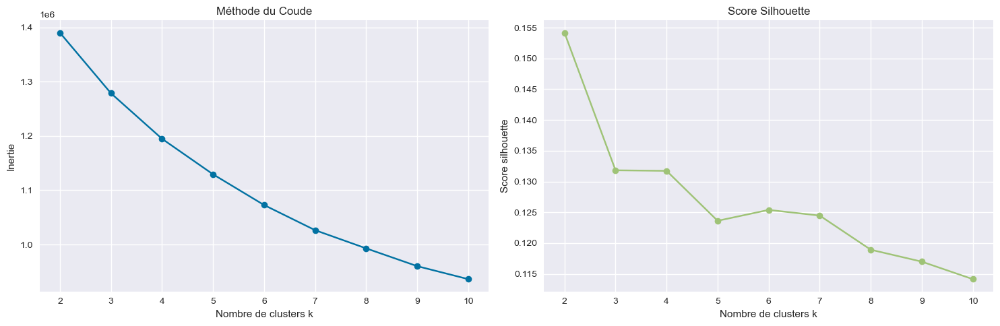 Méthode du Coude
1e6
1.4
1.3
1.2
1.1
1.0
Inertie
2 3 4 5 6 7 8 9 10
Nombre de clusters k
Score Silhouette
0.155
0.150
0.145
0.140
0.135
0.130
0.125
0.120
0.115
Score silhouette
2 3 4 5 6 7 8 9 10
Nombre de clusters k